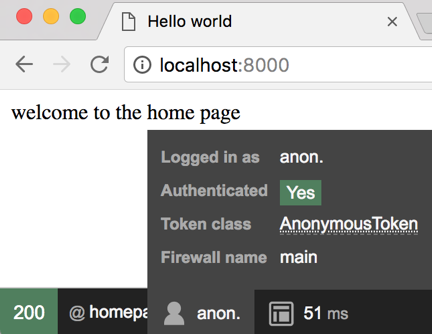 Hello world
localhost:8000
welcome to the home page
Logged in as anon.
Authenticated Yes
Token class AnonymousToken
Firewall name main
200 @ homepa anon. 51 ms